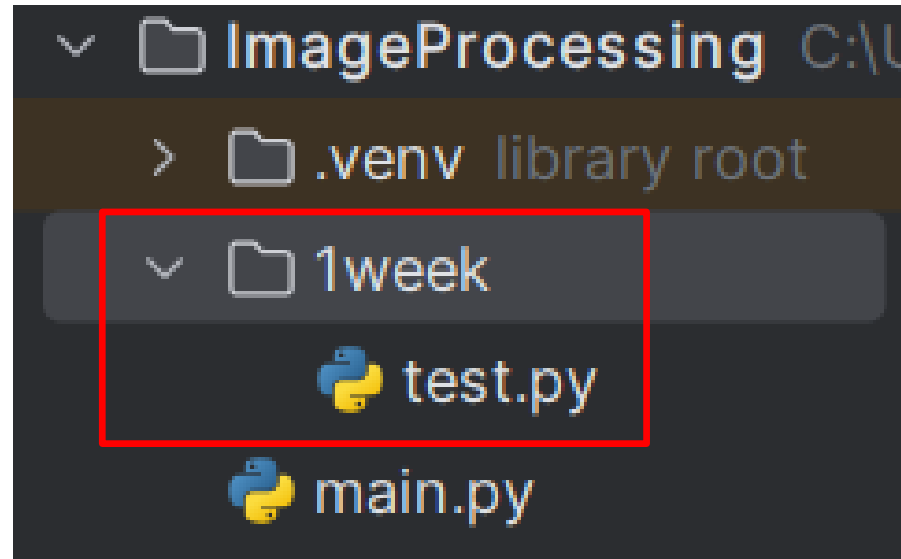 ImageProcessing C:\
.venv library root
1week
test.py
main.py